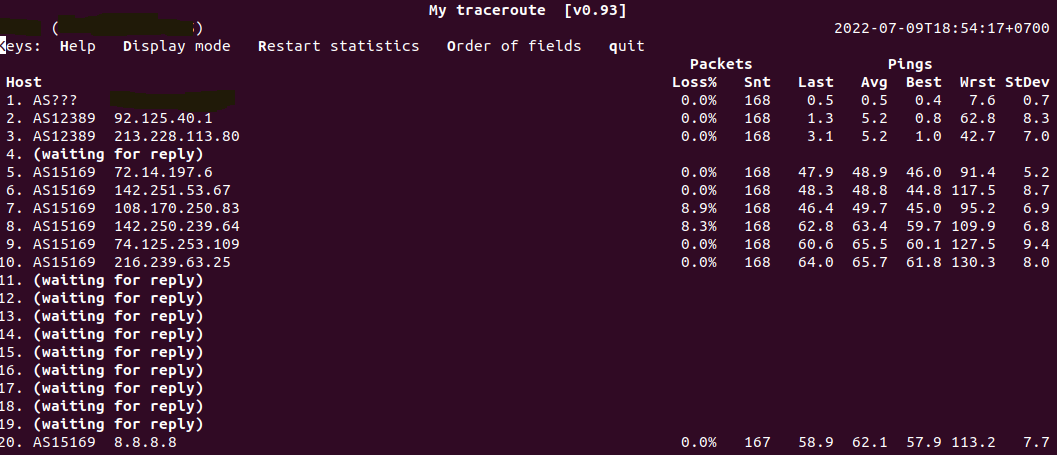 My traceroute [v0.93]
( ) 2022-07-09T18:54:17+0700
Keys: Help Display mode Restart statistics Order of fields quit
Packets Pings
Host Loss% Snt Last Avg Best Wrst StDev
1. AS??? 0.0% 168 0.5 0.5 0.4 7.6 0.7
2. AS12389 92.125.40.1 0.0% 168 1.3 5.2 0.8 62.8 8.3
3. AS12389 213.228.113.80 0.0% 168 3.1 5.2 1.0 42.7 7.0
4. (waiting for reply)
5. AS15169 72.14.197.6 0.0% 168 47.9 48.9 46.0 91.4 5.2
6. AS15169 142.251.53.67 0.0% 168 48.3 48.8 44.8 117.5 8.7
7. AS15169 108.170.250.83 8.9% 168 46.4 49.7 45.0 95.2 6.9
8. AS15169 142.250.239.64 8.3% 168 62.8 63.4 59.7 109.9 6.8
9. AS15169 74.125.253.109 0.0% 168 60.6 65.5 60.1 127.5 9.4
10. AS15169 216.239.63.25 0.0% 168 64.0 65.7 61.8 130.3 8.0
11. (waiting for reply)
12. (waiting for reply)
13. (waiting for reply)
14. (waiting for reply)
15. (waiting for reply)
16. (waiting for reply)
17. (waiting for reply)
18. (waiting for reply)
19. (waiting for reply)
20. AS15169 8.8.8.8 0.0% 167 58.9 62.1 57.9 113.2 7.7